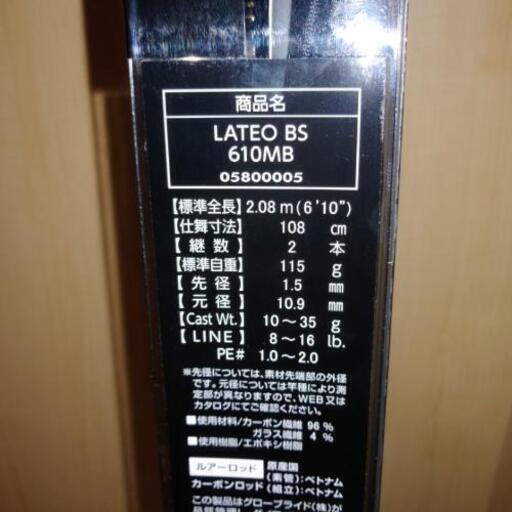 商品名
LATEO BS
610MB
05800005
【標準全長】2.08m(6'10")
【仕舞寸法】 108 cm
【継数】 2 本
【標準自重】 115 g
【先径】 1.5 mm
【元径】 10.9 mm
【Cast Wt.】 10～35 g
【LINE】 8～16 lb.
PE# 1.0～2.0
※先径については、素材先端部の外径
です。元径については竿種により測
定部が異なりますので、WEB又は
カタログにてご確認ください。
■使用材料/カーボン繊維 96 %
ガラス繊維 4 %
■使用樹脂/エポキシ樹脂
ルアーロッド 原産国
(素管):ベトナム
カーボンロッド (組立):ベトナム
この製品はグローブライド(株)が